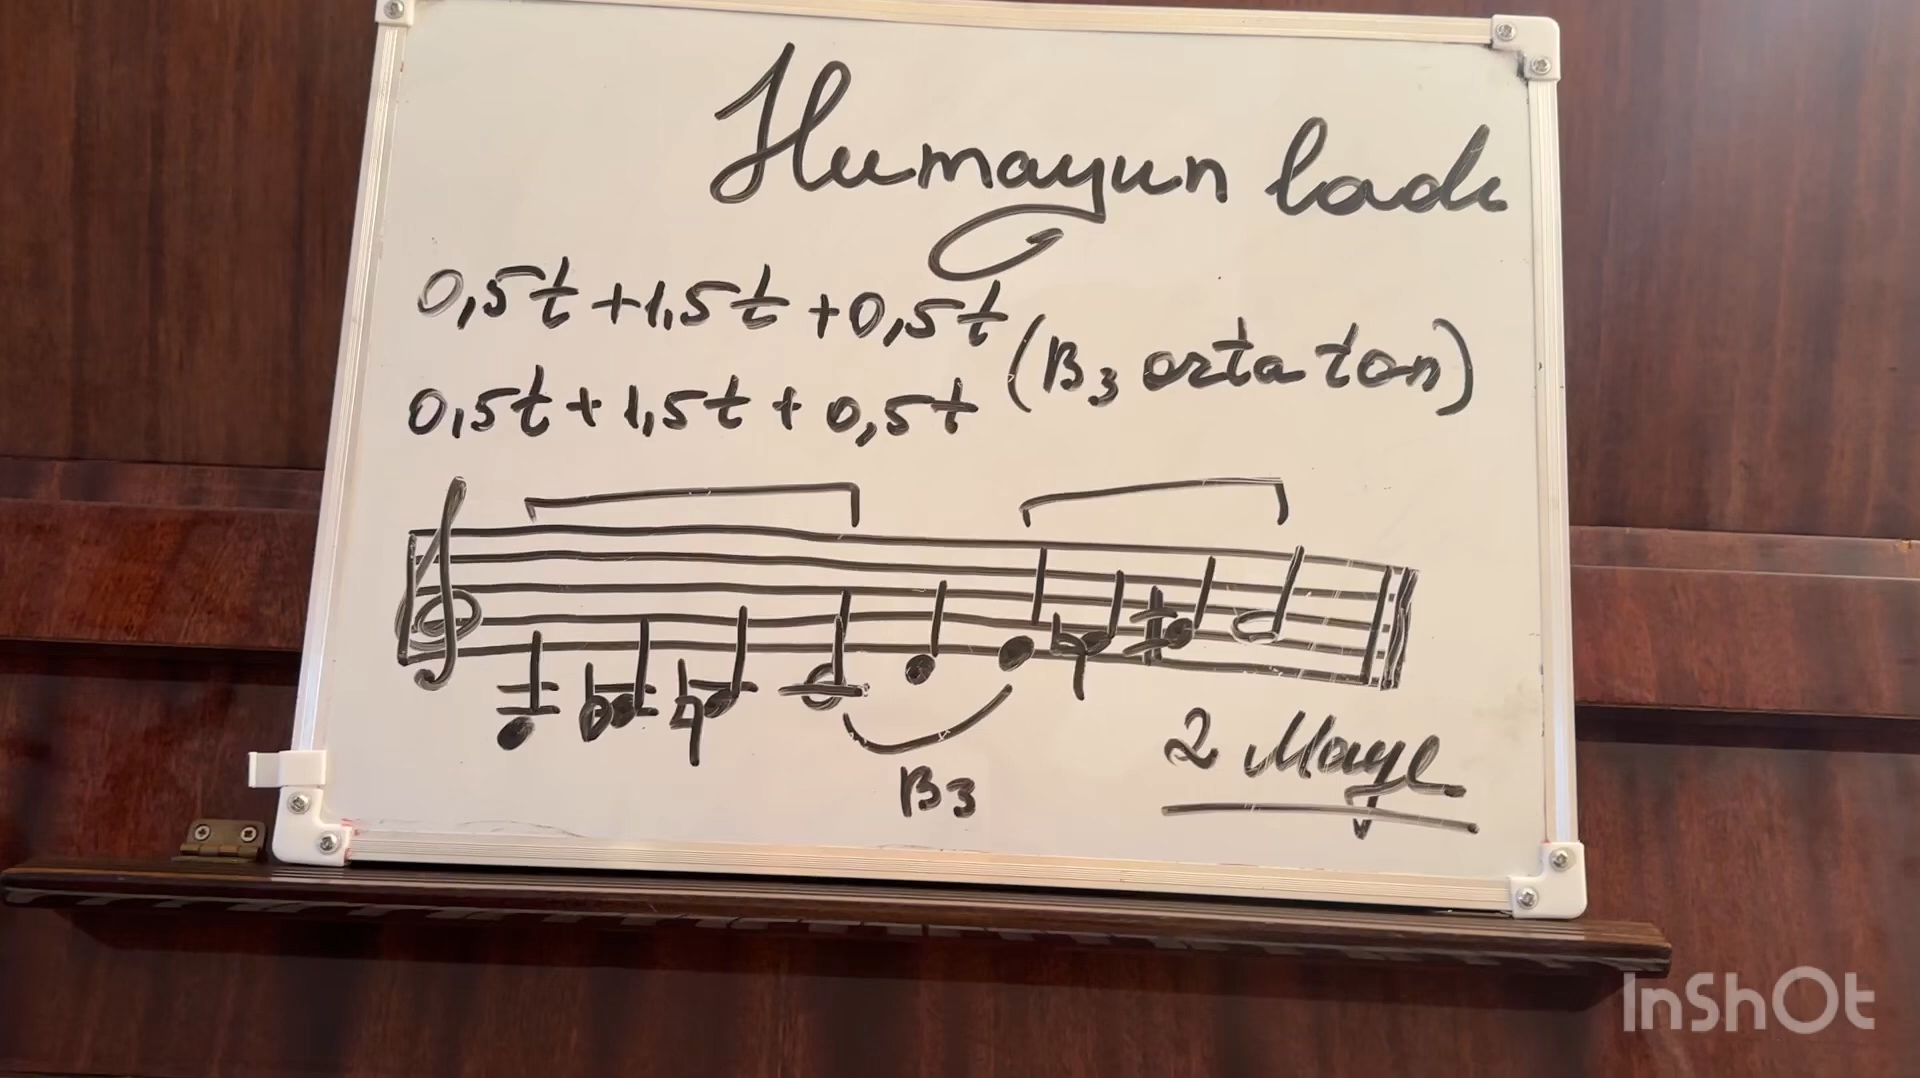 Humayun ladı
0,5t+1,5t+0,5t
(B3 orta ton)
0,5t+1,5t+0,5t
B3
2 Maye
InShOt